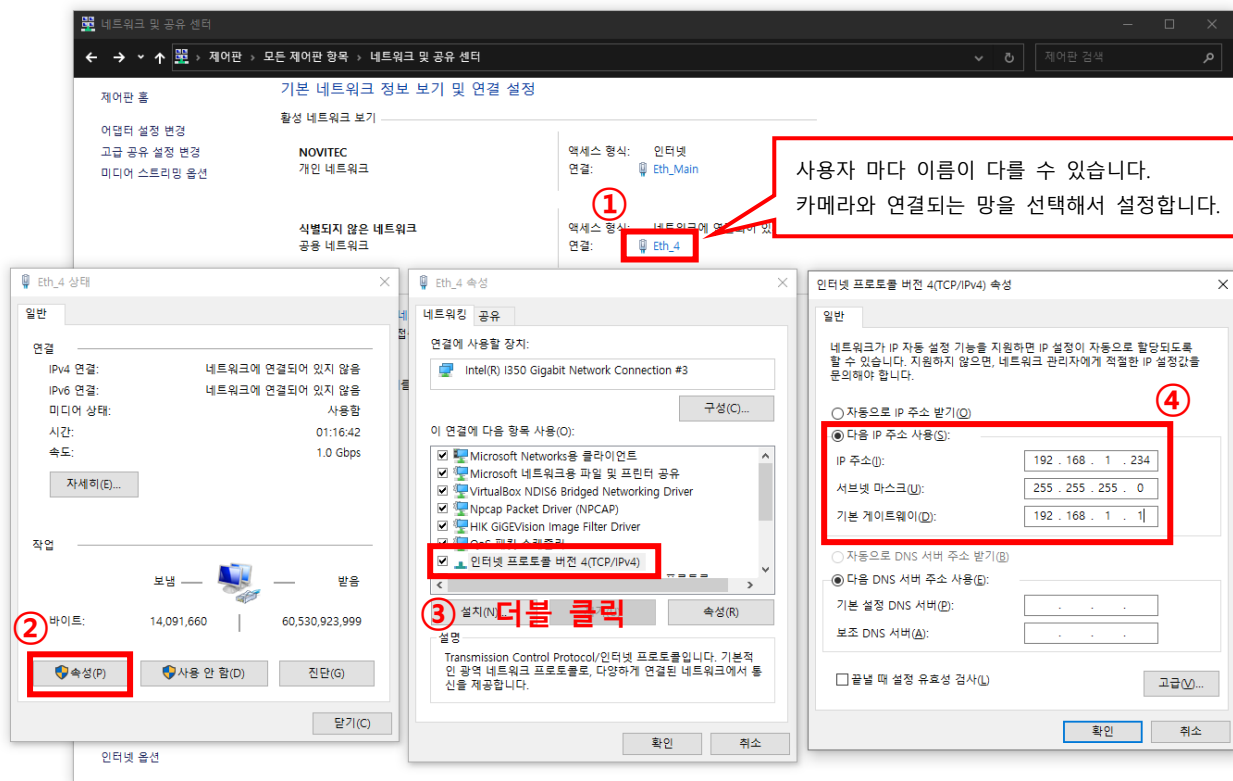 네트워크 및 공유 센터
제어판 › 모든 제어판 항목 › 네트워크 및 공유 센터
제어판 검색
제어판 홈
어댑터 설정 변경
고급 공유 설정 변경
미디어 스트리밍 옵션
기본 네트워크 정보 보기 및 연결 설정
활성 네트워크 보기
NOVITEC
개인 네트워크
액세스 형식: 인터넷
연결: Eth_Main
①
식별되지 않은 네트워크
공용 네트워크
액세스 형식: 네트워크에 연결되어 있
연결: Eth_4
사용자 마다 이름이 다를 수 있습니다.
카메라와 연결되는 망을 선택해서 설정합니다.
Eth_4 상태
일반
연결
IPv4 연결: 네트워크에 연결되어 있지 않음
IPv6 연결: 네트워크에 연결되어 있지 않음
미디어 상태: 사용함
시간: 01:16:42
속도: 1.0 Gbps
자세히(E)...
작업
보냄 — — 받음
②
바이트: 14,091,660 | 60,530,923,999
속성(P)
사용 안 함(D)
진단(G)
닫기(C)
인터넷 옵션
Eth_4 속성
네트워킹
공유
연결에 사용할 장치:
Intel(R) I350 Gigabit Network Connection #3
구성(C)...
이 연결에 다음 항목 사용(O):
Microsoft Networks용 클라이언트
Microsoft 네트워크용 파일 및 프린터 공유
VirtualBox NDIS6 Bridged Networking Driver
Npcap Packet Driver (NPCAP)
HIK GiGEVision Image Filter Driver
QoS 패킷 스케줄러
인터넷 프로토콜 버전 4(TCP/IPv4)
③ 더블 클릭
설치(N)...
속성(R)
설명
Transmission Control Protocol/인터넷 프로토콜입니다. 기본적
인 광역 네트워크 프로토콜로, 다양하게 연결된 네트워크에서 통
신을 제공합니다.
확인
취소
인터넷 프로토콜 버전 4(TCP/IPv4) 속성
일반
네트워크가 IP 자동 설정 기능을 지원하면 IP 설정이 자동으로 할당되도록
할 수 있습니다. 지원하지 않으면, 네트워크 관리자에게 적절한 IP 설정값을
문의해야 합니다.
④
자동으로 IP 주소 받기(O)
다음 IP 주소 사용(S):
IP 주소(I): 192 . 168 . 1 . 234
서브넷 마스크(U): 255 . 255 . 255 . 0
기본 게이트웨이(D): 192 . 168 . 1 . 1
자동으로 DNS 서버 주소 받기(B)
다음 DNS 서버 주소 사용(E):
기본 설정 DNS 서버(P): . . .
보조 DNS 서버(A): . . .
끝낼 때 설정 유효성 검사(L)
고급(V)...
확인
취소